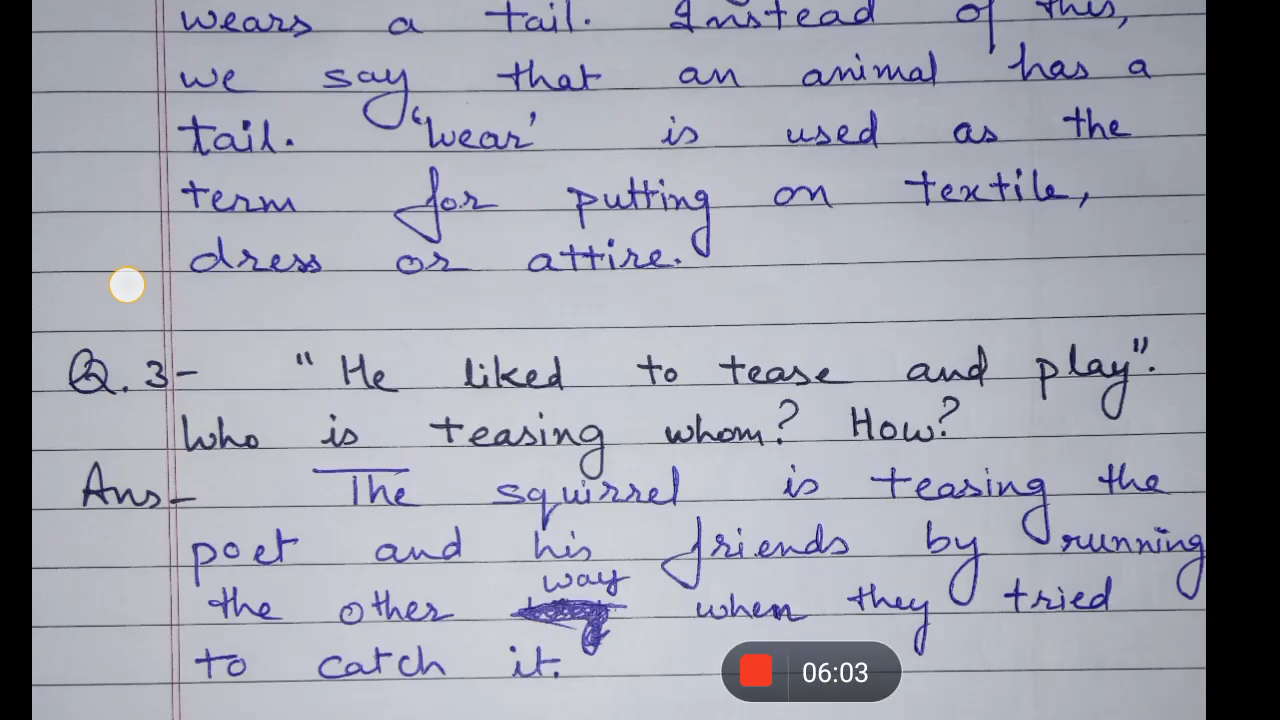 wears a tail. Instead of this,
we say that an animal has a
tail. 'wear' is used as the
term for putting on textile,
dress or attire.
Q.3- "He liked to tease and play".
Who is teasing whom? How?
Ans- The squirrel is teasing the
poet and his friends by running
the other way when they tried
to catch it.
06:03